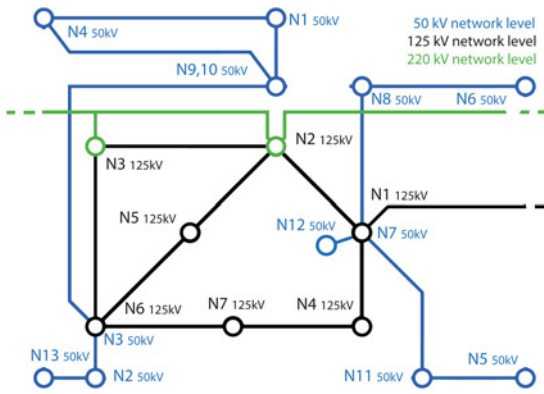 N4 50kV
N1 50kV
50 kV network level
125 kV network level
220 kV network level
N9,10 50kV
N8 50kV
N6 50kV
N3 125kV
N2 125kV
N1 125kV
N5 125kV
N12 50kV
N7 50kV
N6 125kV
N7 125kV
N4 125kV
N3 50kV
N13 50kV
N2 50kV
N11 50kV
N5 50kV